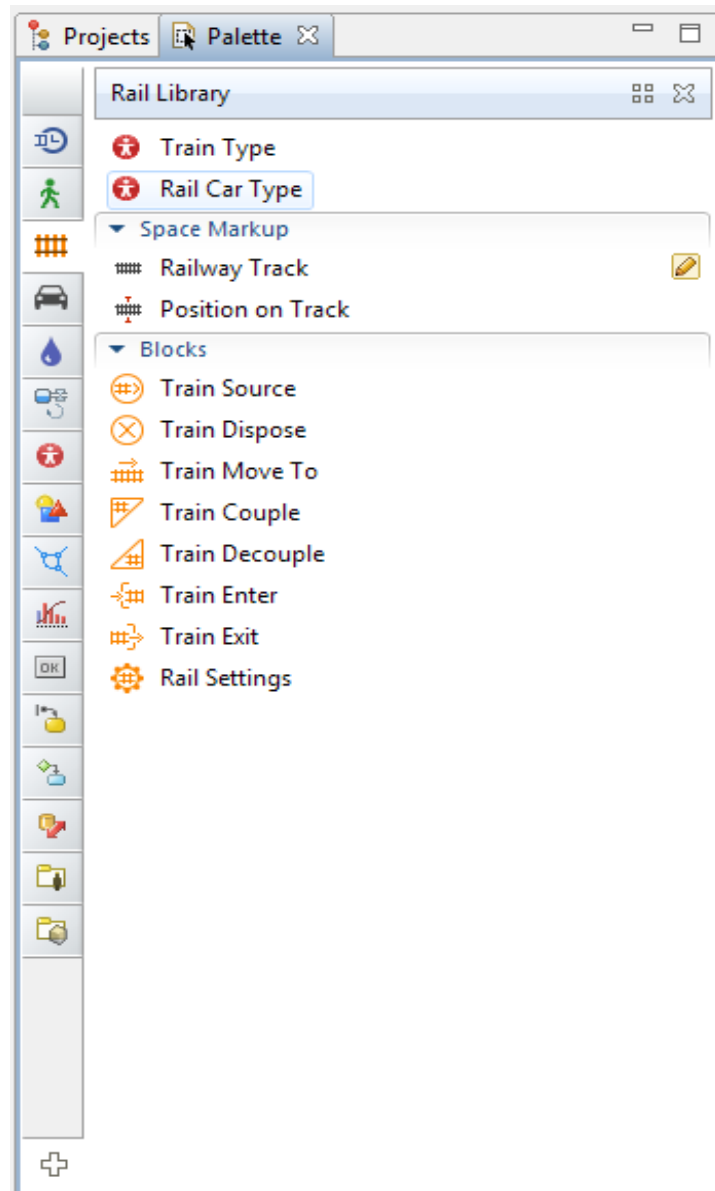 Projects Palette
Rail Library
Train Type
Rail Car Type
Space Markup
Railway Track
Position on Track
Blocks
Train Source
Train Dispose
Train Move To
Train Couple
Train Decouple
Train Enter
Train Exit
Rail Settings
OK